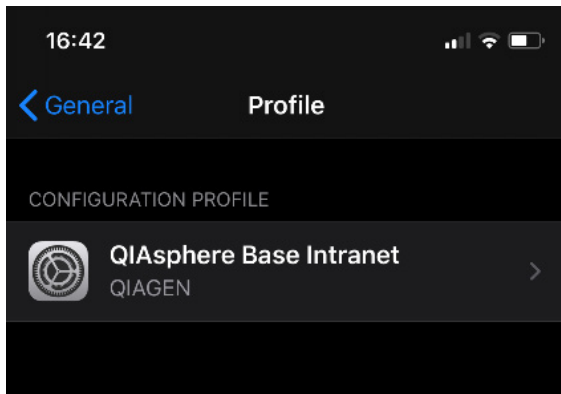 16:42
General
Profile
CONFIGURATION PROFILE
QIAsphere Base Intranet
QIAGEN